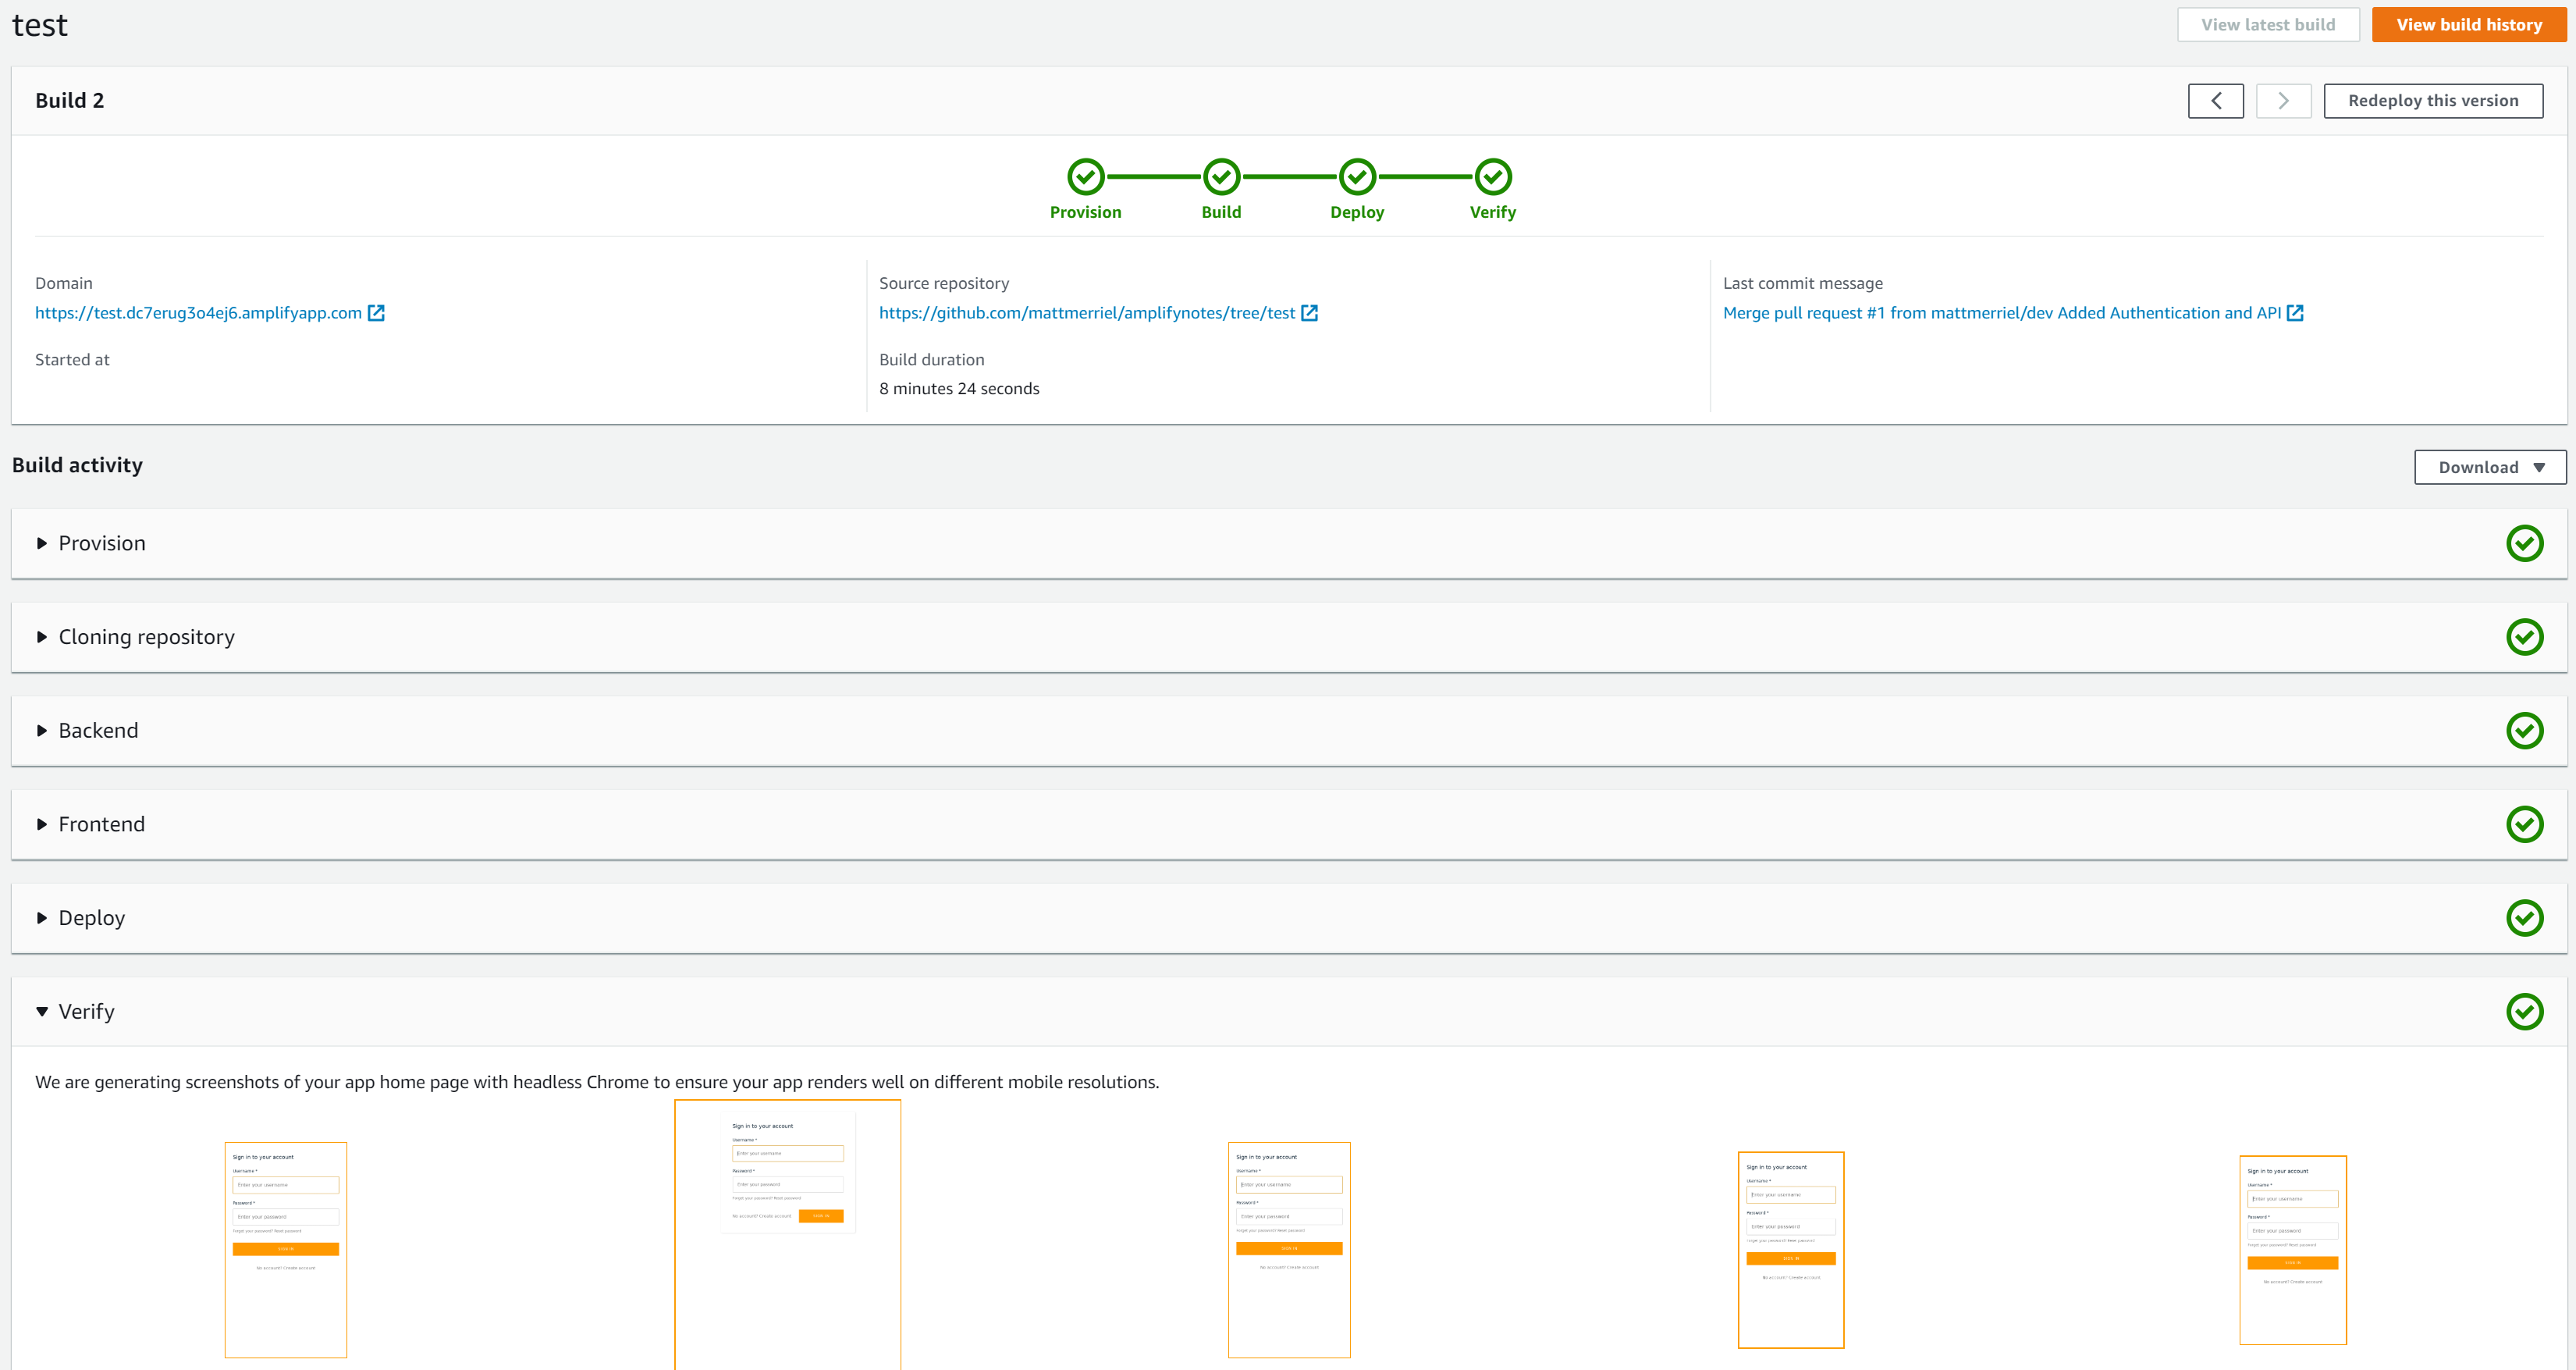 test
View latest build
View build history
Build 2
Redeploy this version
Provision
Build
Deploy
Verify
Domain
Source repository
Last commit message
https://test.dc7erug3o4ej6.amplifyapp.com
https://github.com/mattmerriel/amplifynotes/tree/test
Merge pull request #1 from mattmerriel/dev Added Authentication and API
Started at
Build duration
8 minutes 24 seconds
Build activity
Download
Provision
Cloning repository
Backend
Frontend
Deploy
Verify
We are generating screenshots of your app home page with headless Chrome to ensure your app renders well on different mobile resolutions.
Sign in to your account
Username *
Enter your username
Password *
Enter your password
Forgot your password? Reset password
SIGN IN
No account? Create account
Sign in to your account
Username *
Enter your username
Password *
Enter your password
Forgot your password? Reset password
No account? Create account
SIGN IN
Sign in to your account
Username *
Enter your username
Password *
Enter your password
Forgot your password? Reset password
SIGN IN
No account? Create account
Sign in to your account
Username *
Enter your username
Password *
Enter your password
Forgot your password? Reset password
SIGN IN
No account? Create account
Sign in to your account
Username *
Enter your username
Password *
Enter your password
Forgot your password? Reset password
SIGN IN
No account? Create account